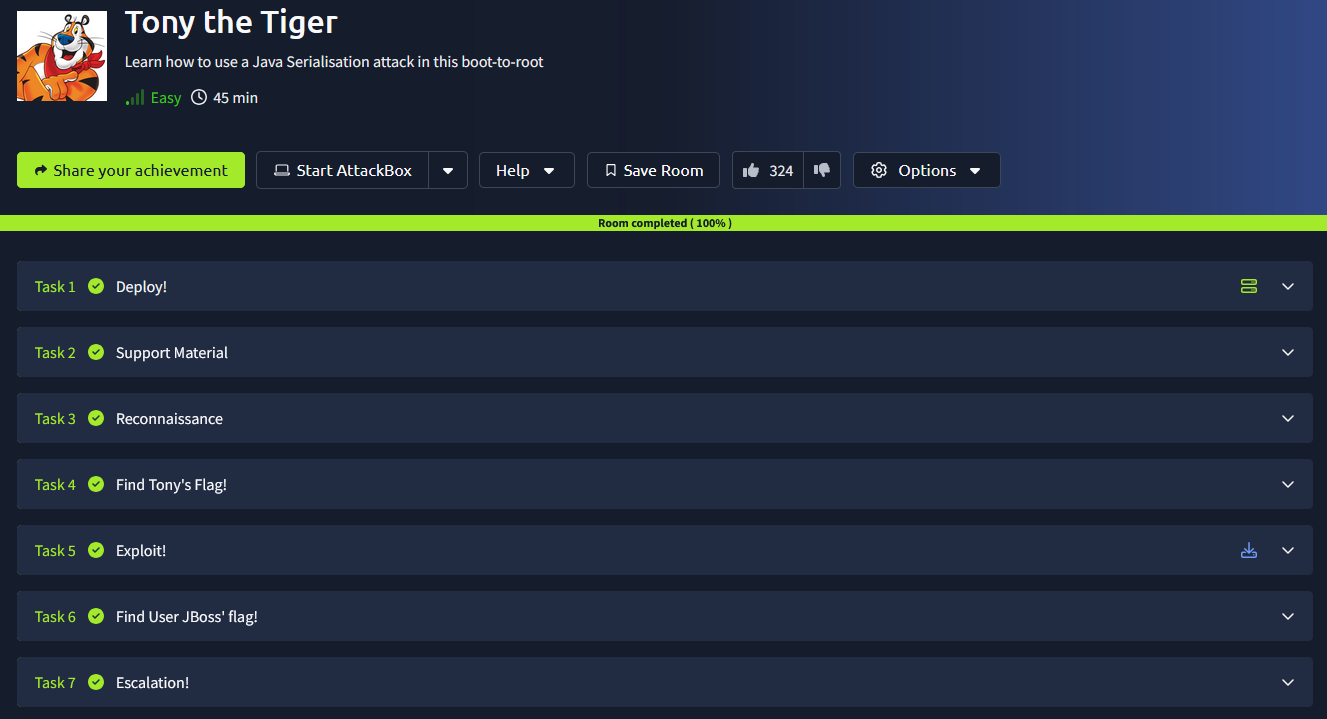 Tony the Tiger
Learn how to use a Java Serialisation attack in this boot-to-root
Easy 45 min
Share your achievement Start AttackBox Help Save Room 324 Options
Room completed ( 100% )
Task 1 Deploy!
Task 2 Support Material
Task 3 Reconnaissance
Task 4 Find Tony's Flag!
Task 5 Exploit!
Task 6 Find User JBoss' flag!
Task 7 Escalation!